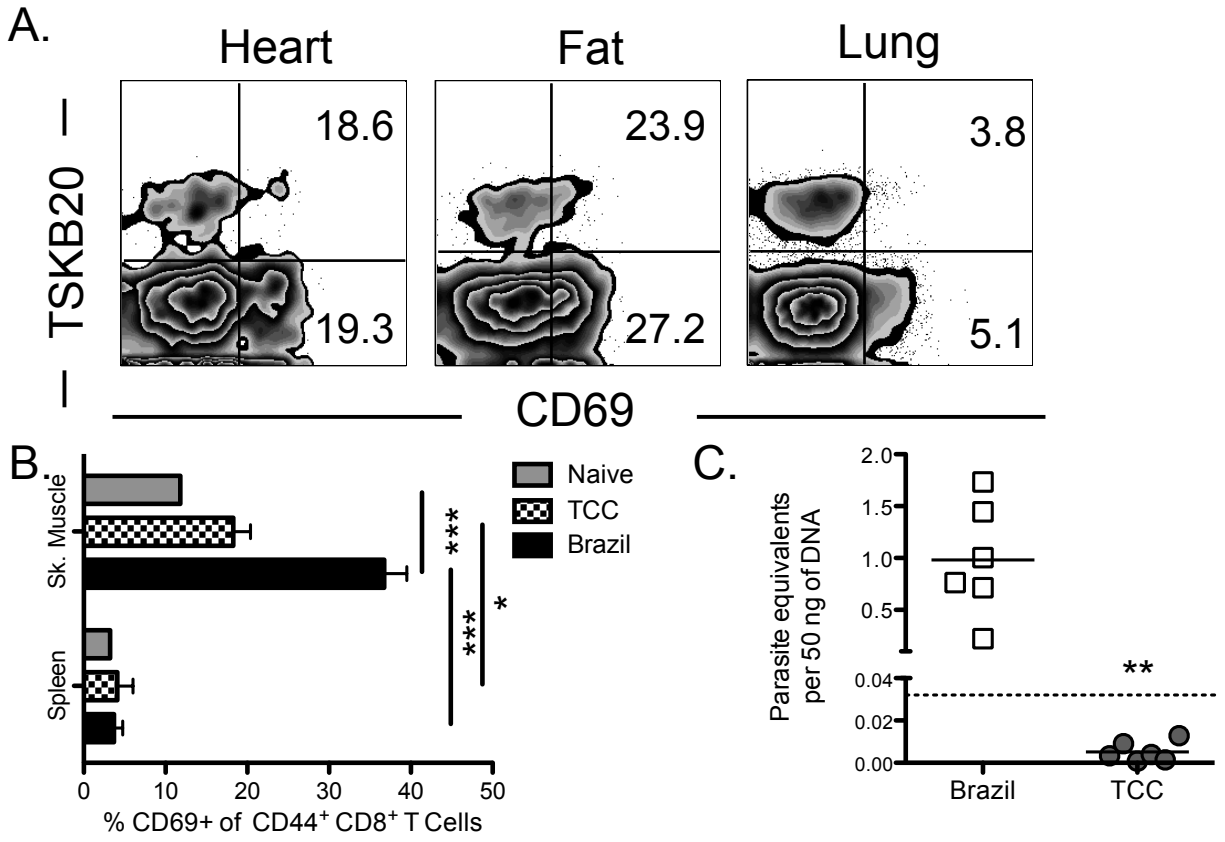 A.
Heart
Fat
Lung
— TSKB20 —
18.6
23.9
3.8
19.3
27.2
5.1
CD69
B.
Sk. Muscle
Spleen
Naive
TCC
Brazil
***
*
***
0
10
20
30
40
50
% CD69+ of CD44⁺ CD8⁺ T Cells
C.
Parasite equivalents
per 50 ng of DNA
2.0
1.5
1.0
0.5
0.04
0.02
0.00
**
Brazil
TCC